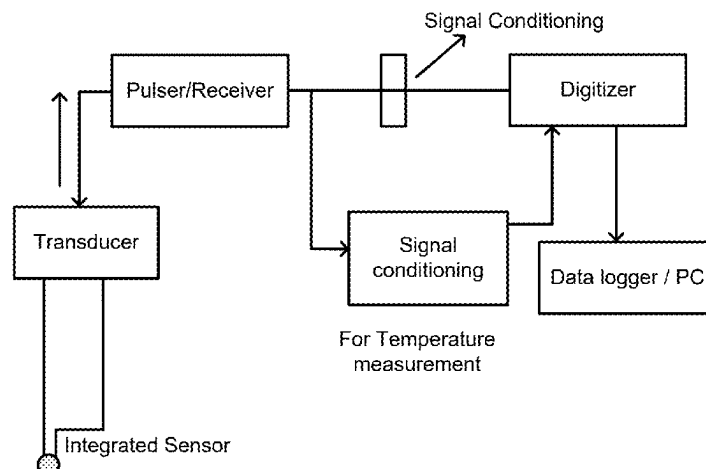 Signal Conditioning
Pulser/Receiver
Digitizer
Transducer
Signal
conditioning
Data logger / PC
For Temperature
measurement
Integrated Sensor